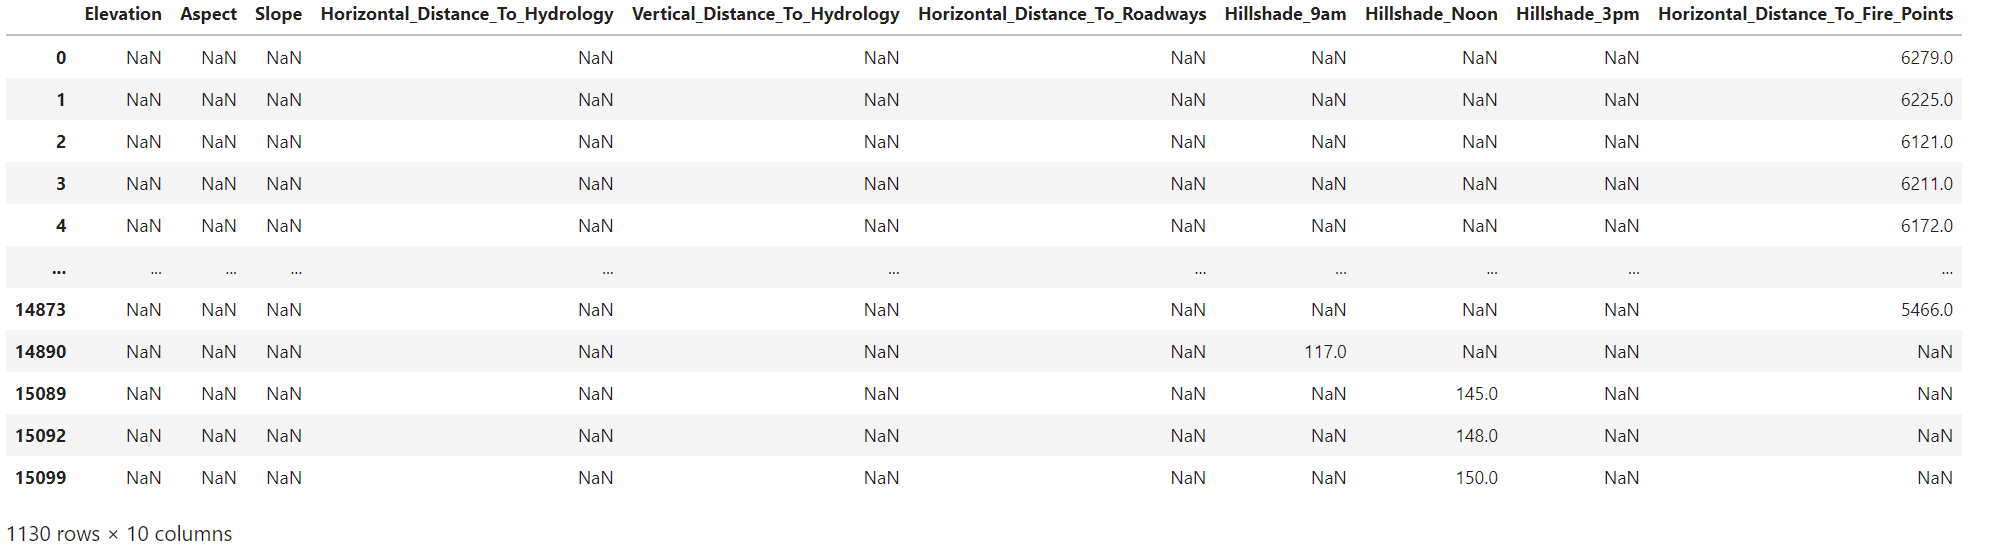 Elevation Aspect Slope Horizontal_Distance_To_Hydrology Vertical_Distance_To_Hydrology Horizontal_Distance_To_Roadways Hillshade_9am Hillshade_Noon Hillshade_3pm Horizontal_Distance_To_Fire_Points
0 NaN NaN NaN NaN NaN NaN NaN NaN NaN 6279.0
1 NaN NaN NaN NaN NaN NaN NaN NaN NaN 6225.0
2 NaN NaN NaN NaN NaN NaN NaN NaN NaN 6121.0
3 NaN NaN NaN NaN NaN NaN NaN NaN NaN 6211.0
4 NaN NaN NaN NaN NaN NaN NaN NaN NaN 6172.0
... ... ... ... ... ... ... ... ... ... ...
14873 NaN NaN NaN NaN NaN NaN NaN NaN NaN 5466.0
14890 NaN NaN NaN NaN NaN NaN 117.0 NaN NaN NaN
15089 NaN NaN NaN NaN NaN NaN NaN 145.0 NaN NaN
15092 NaN NaN NaN NaN NaN NaN NaN 148.0 NaN NaN
15099 NaN NaN NaN NaN NaN NaN NaN 150.0 NaN NaN
1130 rows × 10 columns